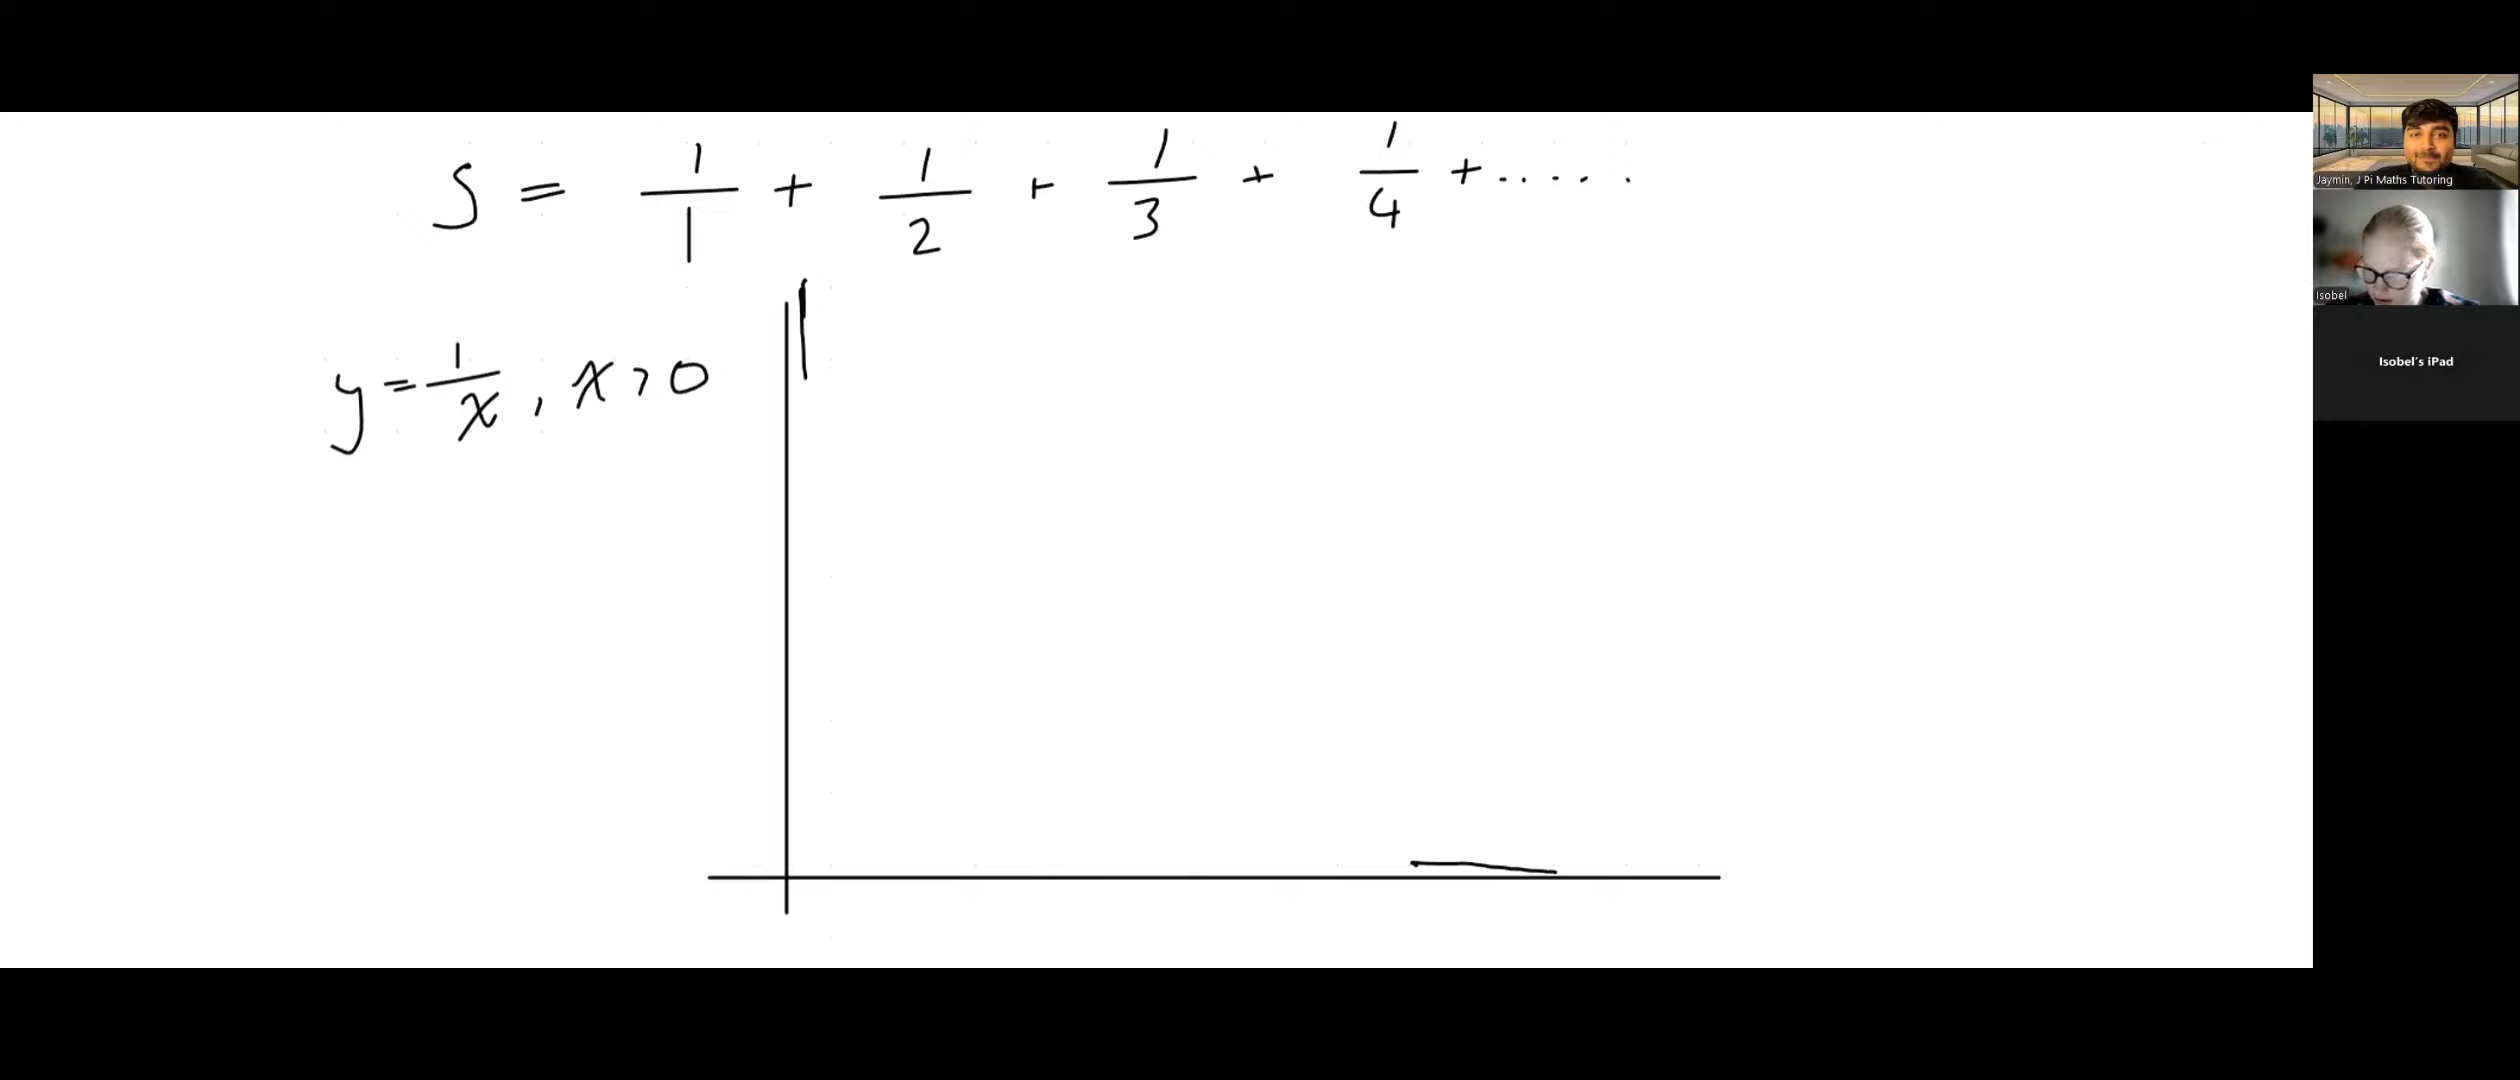 S = 1/1 + 1/2 + 1/3 + 1/4 + .....
y = 1/x , x > 0
Jaymin, J Pi Maths Tutoring
Isobel
Isobel's iPad